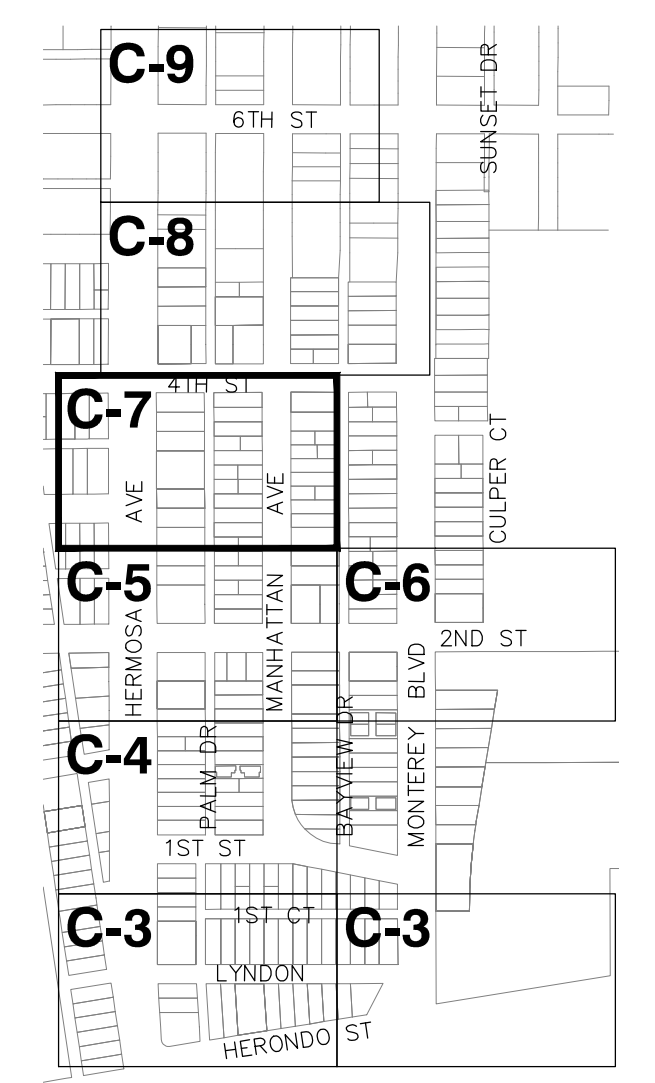 C-9
6TH ST
SUNSET DR
C-8
4TH ST
C-7
AVE
AVE
CULPER CT
C-5
C-6
HERMOSA
MANHATTAN
2ND ST
BLVD
C-4
PALM DR
BAYVIEW DR
MONTEREY
1ST ST
C-3
1ST CT
C-3
LYNDON
HERONDO ST